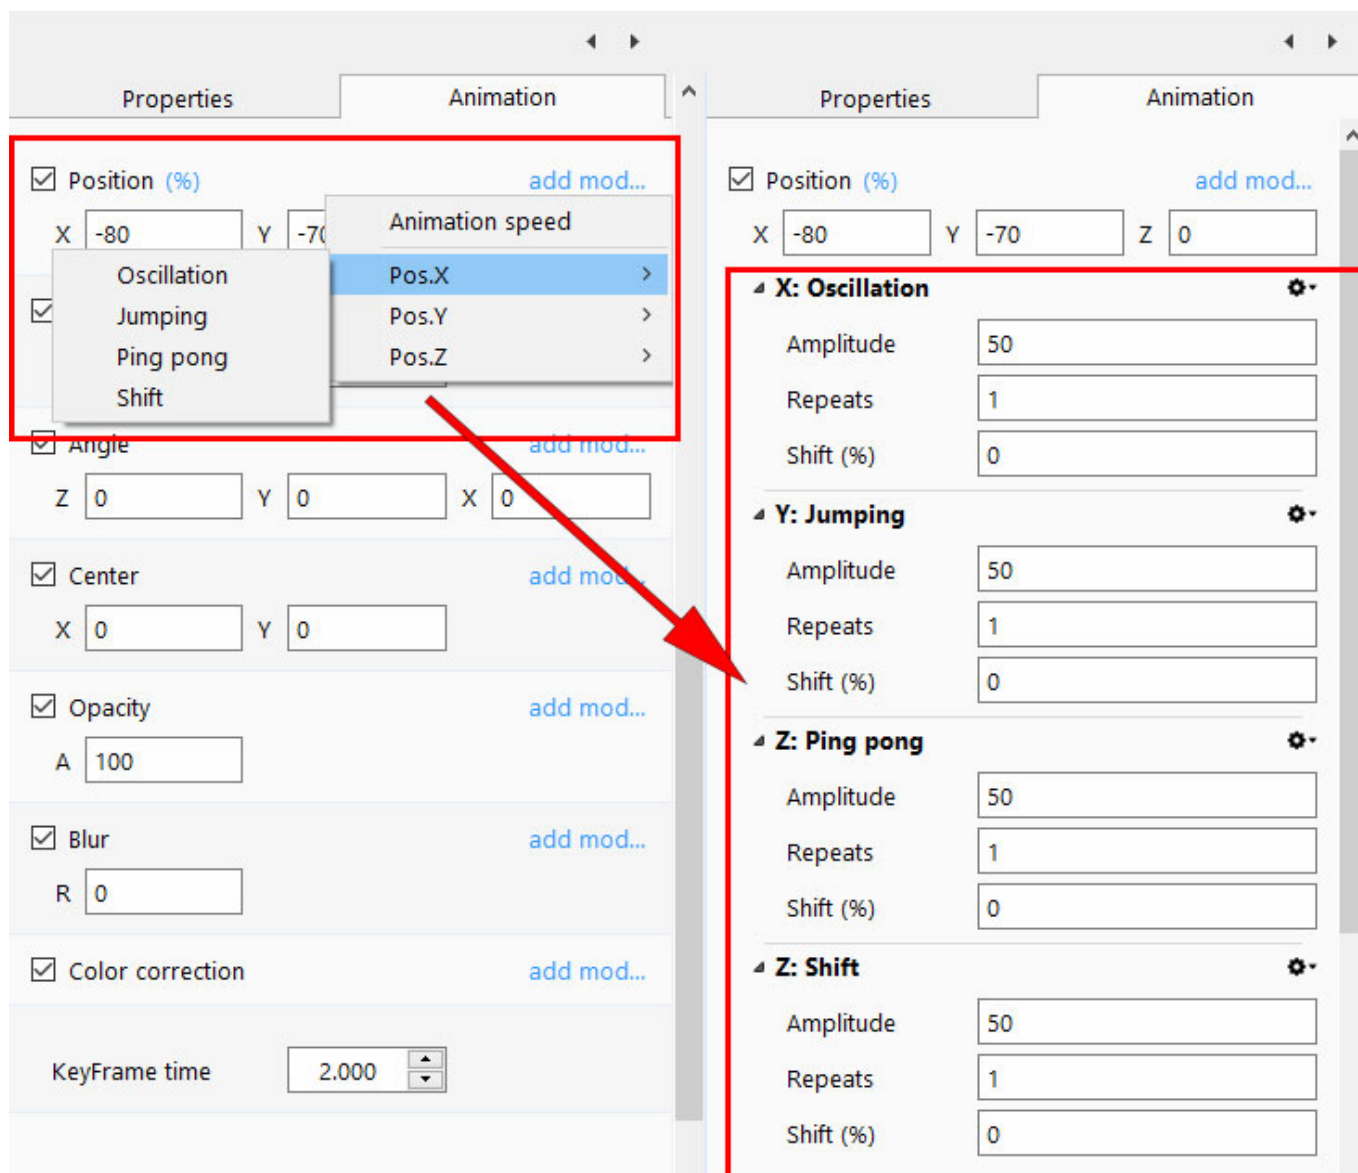 Properties
Animation
Position (%)
add mod...
X -80 Y -70
Animation speed
Pos.X
Pos.Y
Pos.Z
Oscillation
Jumping
Ping pong
Shift
Angle
add mod...
Z 0 Y 0 X 0
Center
add mod...
X 0 Y 0
Opacity
add mod...
A 100
Blur
add mod...
R 0
Color correction
add mod...
KeyFrame time 2.000
Properties
Animation
Position (%)
add mod...
X -80 Y -70 Z 0
X: Oscillation
Amplitude 50
Repeats 1
Shift (%) 0
Y: Jumping
Amplitude 50
Repeats 1
Shift (%) 0
Z: Ping pong
Amplitude 50
Repeats 1
Shift (%) 0
Z: Shift
Amplitude 50
Repeats 1
Shift (%) 0